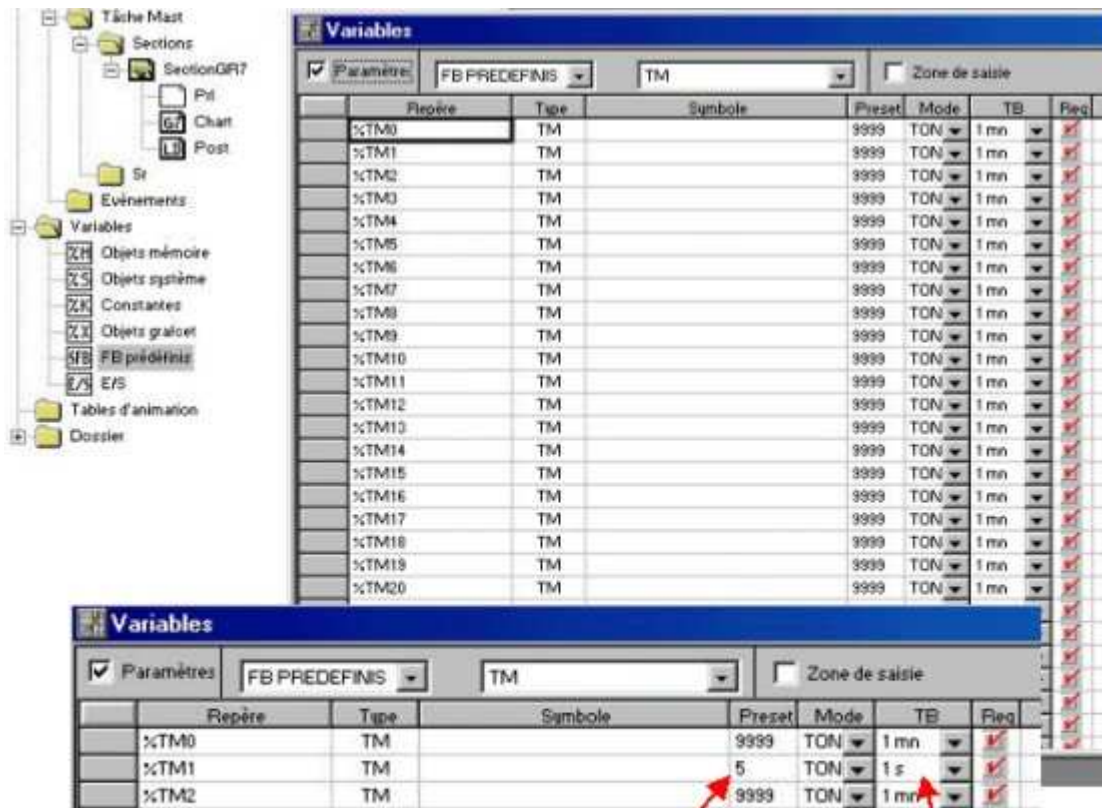 Tâche Mast
Sections
SectionGR7
Prl
G7 Chart
LD Post
Sr
Evènements
Variables
%M Objets mémoire
%S Objets système
%K Constantes
%X Objets grafcet
SFB FB prédéfinis
E/S E/S
Tables d'animation
Dossier
Variables
Paramètre FB PREDEFINIS TM Zone de saisie
Repère Type Symbole Preset Mode TB Reg
%TM0 TM 9999 TON 1 mn
%TM1 TM 9999 TON 1 mn
%TM2 TM 9999 TON 1 mn
%TM3 TM 9999 TON 1 mn
%TM4 TM 9999 TON 1 mn
%TM5 TM 9999 TON 1 mn
%TM6 TM 9999 TON 1 mn
%TM7 TM 9999 TON 1 mn
%TM8 TM 9999 TON 1 mn
%TM9 TM 9999 TON 1 mn
%TM10 TM 9999 TON 1 mn
%TM11 TM 9999 TON 1 mn
%TM12 TM 9999 TON 1 mn
%TM13 TM 9999 TON 1 mn
%TM14 TM 9999 TON 1 mn
%TM15 TM 9999 TON 1 mn
%TM16 TM 9999 TON 1 mn
%TM17 TM 9999 TON 1 mn
%TM18 TM 9999 TON 1 mn
%TM19 TM 9999 TON 1 mn
%TM20 TM 9999 TON 1 mn
Variables
Paramètres FB PREDEFINIS TM Zone de saisie
Repère Type Symbole Preset Mode TB Reg
%TM0 TM 9999 TON 1 mn
%TM1 TM 5 TON 1 s
%TM2 TM 9999 TON 1 mn